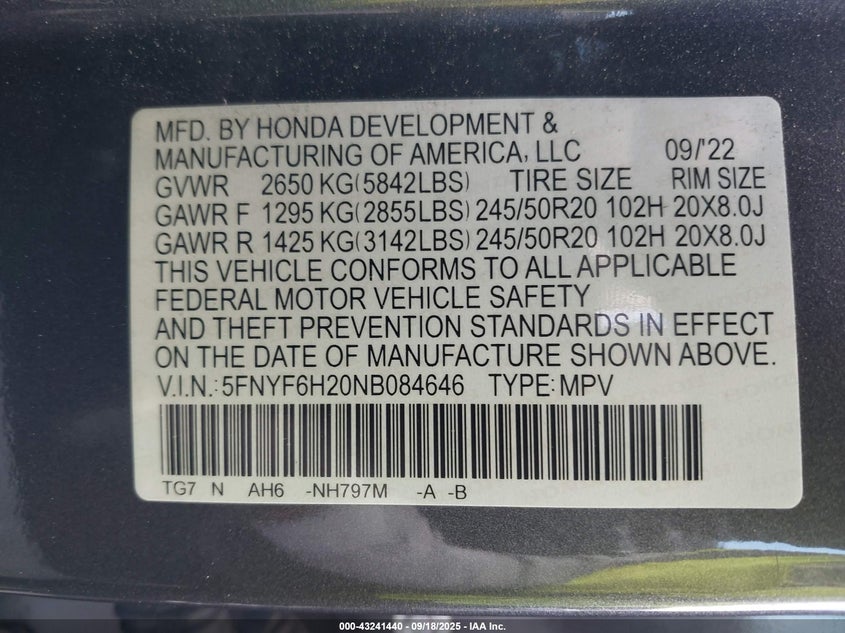 MFD. BY HONDA DEVELOPMENT &
MANUFACTURING OF AMERICA, LLC 09/'22
GVWR 2650 KG(5842LBS) TIRE SIZE RIM SIZE
GAWR F 1295 KG(2855LBS) 245/50R20 102H 20X8.0J
GAWR R 1425 KG(3142LBS) 245/50R20 102H 20X8.0J
THIS VEHICLE CONFORMS TO ALL APPLICABLE
FEDERAL MOTOR VEHICLE SAFETY
AND THEFT PREVENTION STANDARDS IN EFFECT
ON THE DATE OF MANUFACTURE SHOWN ABOVE.
V.I.N.: 5FNYF6H20NB084646 TYPE: MPV
TG7 N AH6 -NH797M -A -B
000-43241440 - 09/18/2025 - IAA Inc.